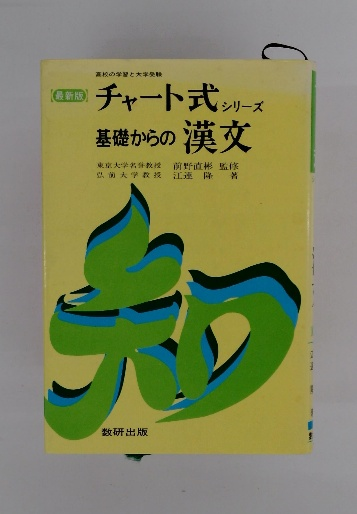 高校の学習と大学受験
【最新版】
チャート式シリーズ
基礎からの漢文
東京大学名誉教授 前野直彬 監修
弘前大学教授 江連 隆 著
知
数研出版